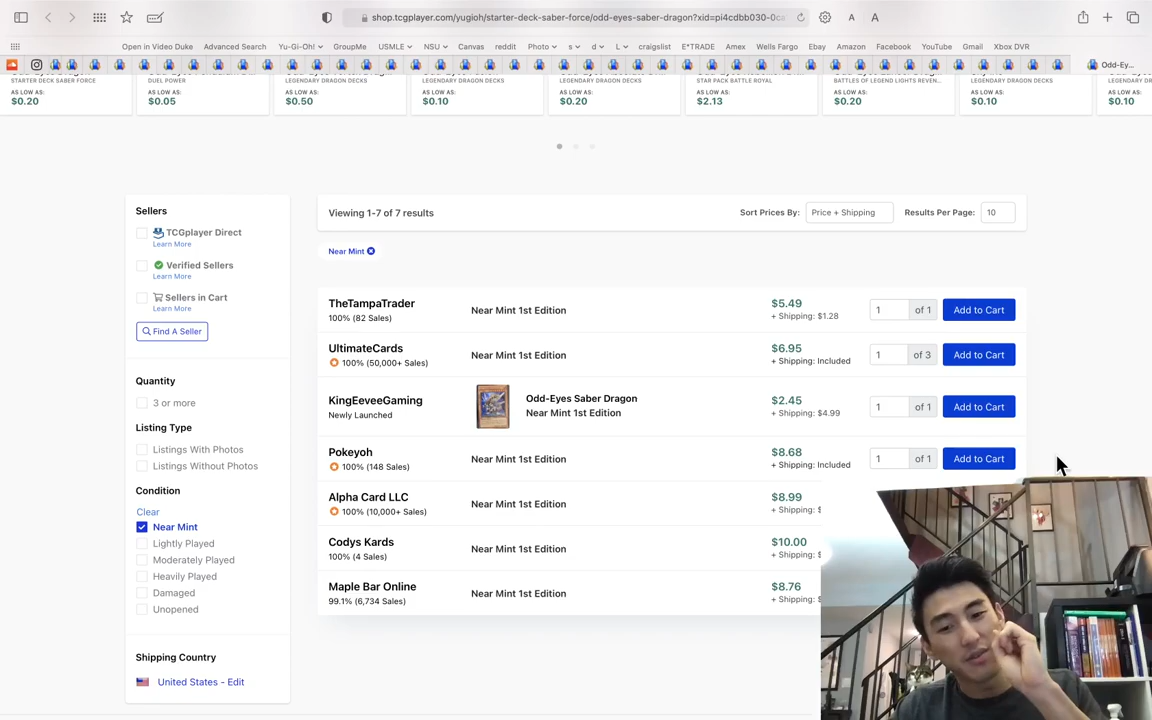 shop.tcgplayer.com/yugioh/starter-deck-saber-force/odd-eyes-saber-dragon?xid=pi4cdbb030-0c
A A
Open in Video Duke Advanced Search Yu-Gi-Oh! GroupMe USMLE NSU Canvas reddit Photo s d L craigslist E*TRADE Amex Wells Fargo Ebay Amazon Facebook YouTube Gmail Xbox DVR
Odd-Ey...
STARTER DECK SABER FORCE DUEL POWER LEGENDARY DRAGON DECKS LEGENDARY DRAGON DECKS LEGENDARY DRAGON DECKS STAR PACK BATTLE ROYAL BATTLES OF LEGEND LIGHTS REVEN... LEGENDARY DRAGON DECKS
AS LOW AS: AS LOW AS: AS LOW AS: AS LOW AS: AS LOW AS: AS LOW AS: AS LOW AS: AS LOW AS: AS LOW AS:
$0.20 $0.05 $0.50 $0.10 $0.20 $2.13 $0.20 $0.10 $0.10
Sellers
TCGplayer Direct
Learn More
Verified Sellers
Learn More
Sellers in Cart
Learn More
Find A Seller
Quantity
3 or more
Listing Type
Listings With Photos
Listings Without Photos
Condition
Clear
Near Mint
Lightly Played
Moderately Played
Heavily Played
Damaged
Unopened
Shipping Country
United States - Edit
Viewing 1-7 of 7 results
Sort Prices By: Price + Shipping Results Per Page: 10
Near Mint
TheTampaTrader Near Mint 1st Edition $5.49 1 of 1 Add to Cart
100% (82 Sales) + Shipping: $1.28
UltimateCards Near Mint 1st Edition $6.95 1 of 3 Add to Cart
100% (50,000+ Sales) + Shipping: Included
KingEeveeGaming Odd-Eyes Saber Dragon $2.45 1 of 1 Add to Cart
Newly Launched Near Mint 1st Edition + Shipping: $4.99
Pokeyoh Near Mint 1st Edition $8.68 1 of 1 Add to Cart
100% (148 Sales) + Shipping: Included
Alpha Card LLC Near Mint 1st Edition $8.99
100% (10,000+ Sales) + Shipping: $
Codys Kards Near Mint 1st Edition $10.00
100% (4 Sales) + Shipping: $
Maple Bar Online Near Mint 1st Edition $8.76
99.1% (6,734 Sales) + Shipping: $